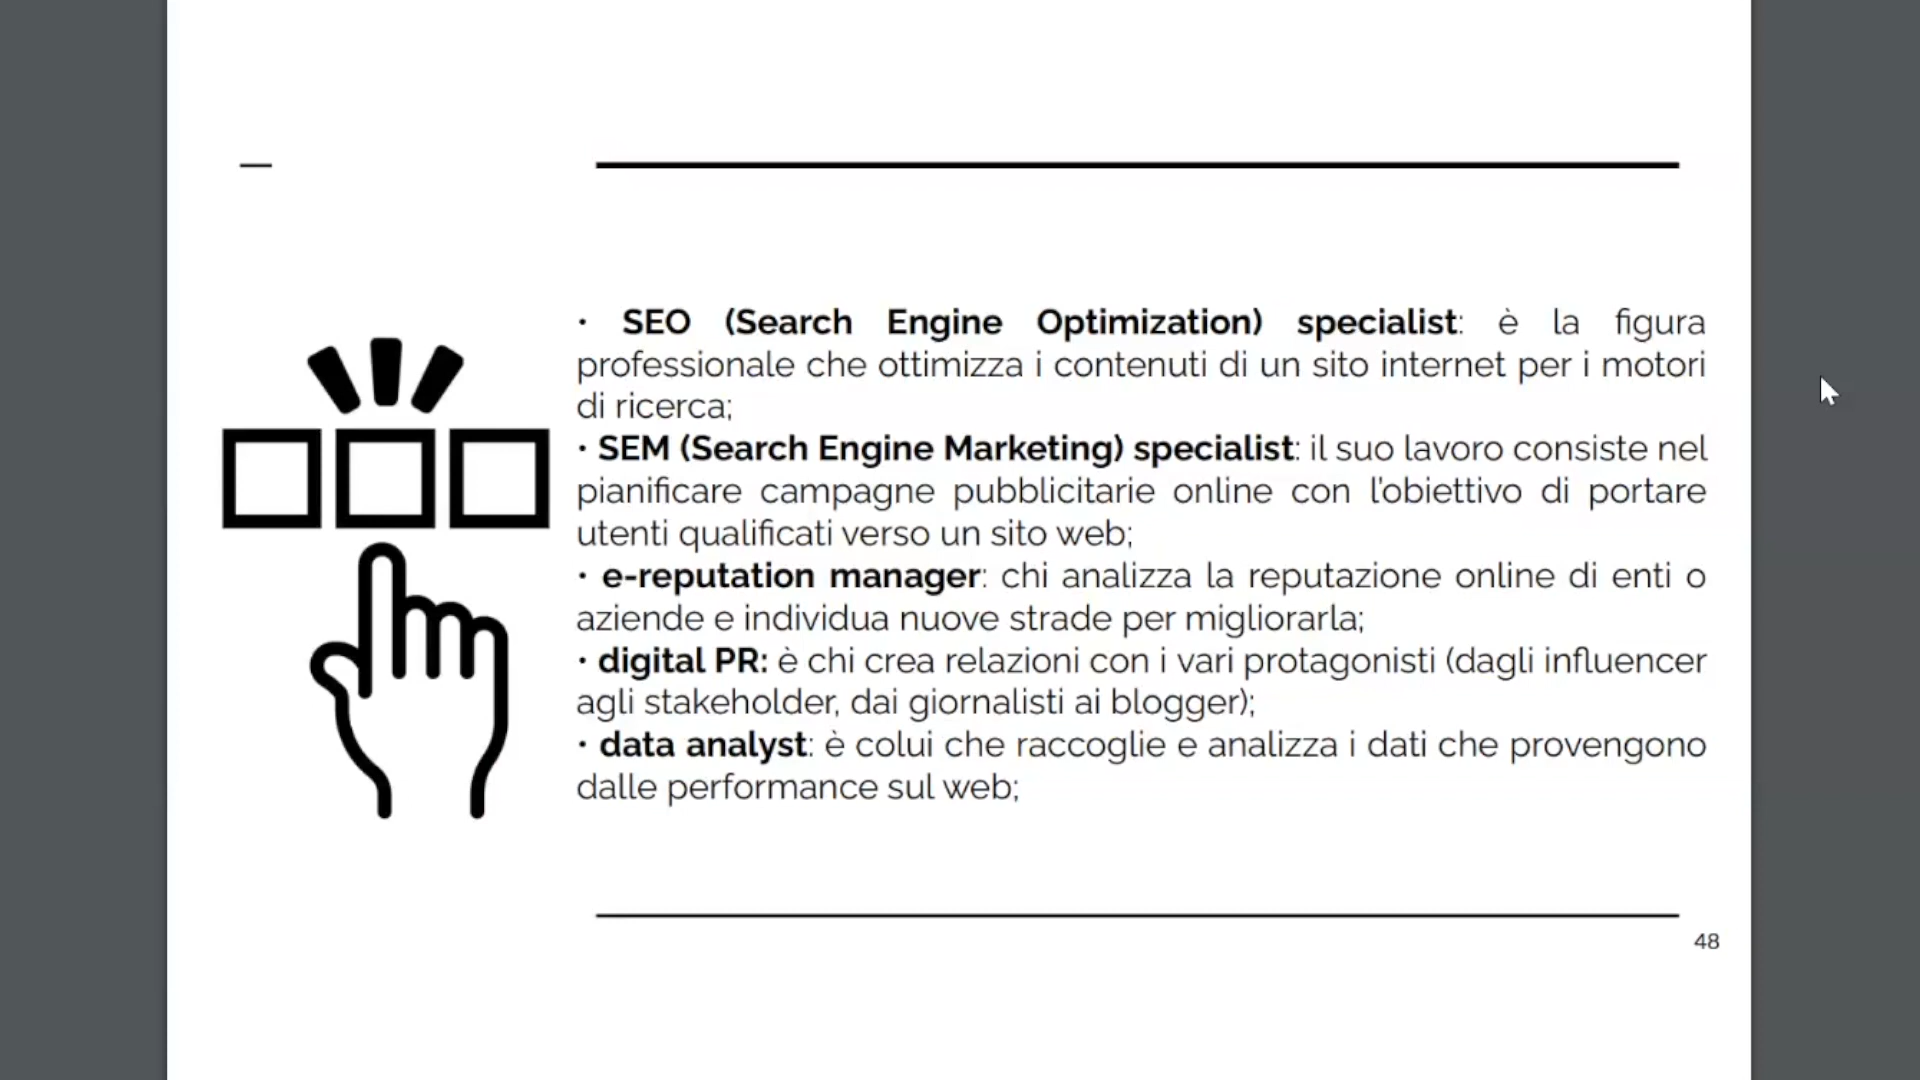 • SEO (Search Engine Optimization) specialist: è la figura
professionale che ottimizza i contenuti di un sito internet per i motori
di ricerca;
• SEM (Search Engine Marketing) specialist: il suo lavoro consiste nel
pianificare campagne pubblicitarie online con l'obiettivo di portare
utenti qualificati verso un sito web;
• e-reputation manager: chi analizza la reputazione online di enti o
aziende e individua nuove strade per migliorarla;
• digital PR: è chi crea relazioni con i vari protagonisti (dagli influencer
agli stakeholder, dai giornalisti ai blogger);
• data analyst: è colui che raccoglie e analizza i dati che provengono
dalle performance sul web;
48